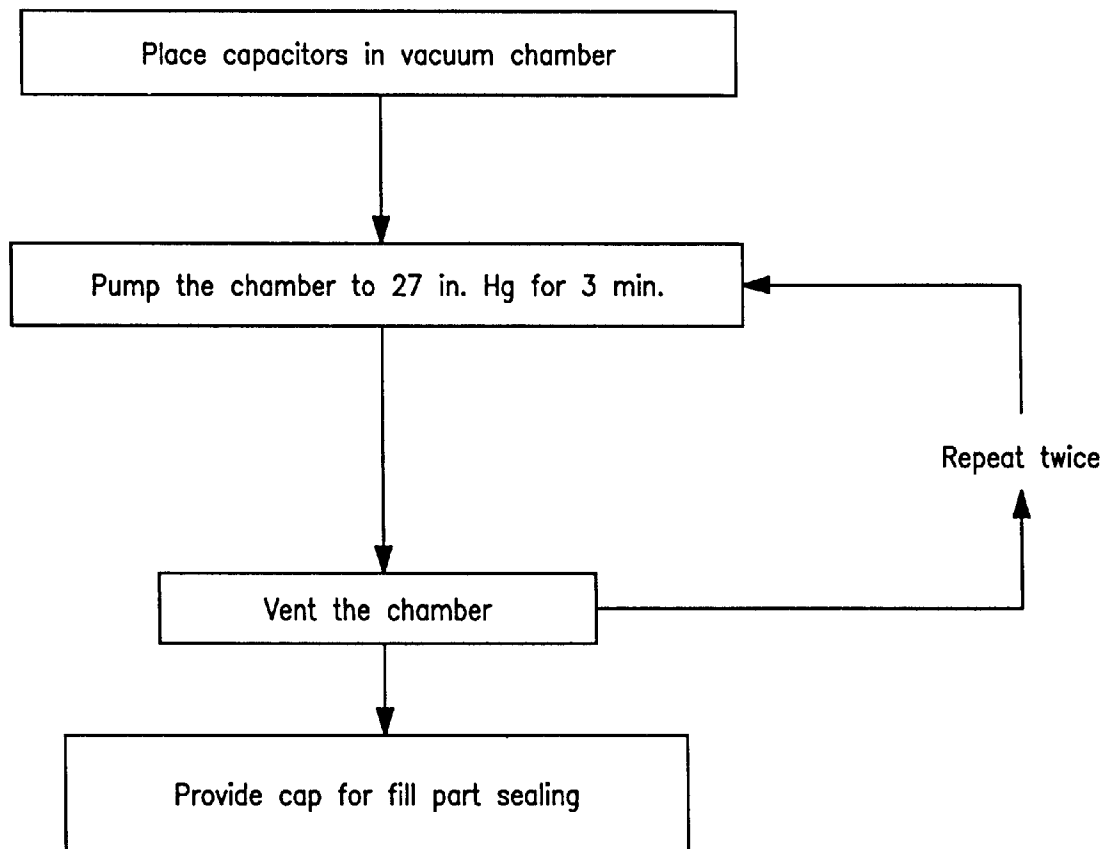 Place capacitors in vacuum chamber
Pump the chamber to 27 in. Hg for 3 min.
Repeat twice
Vent the chamber
Provide cap for fill part sealing